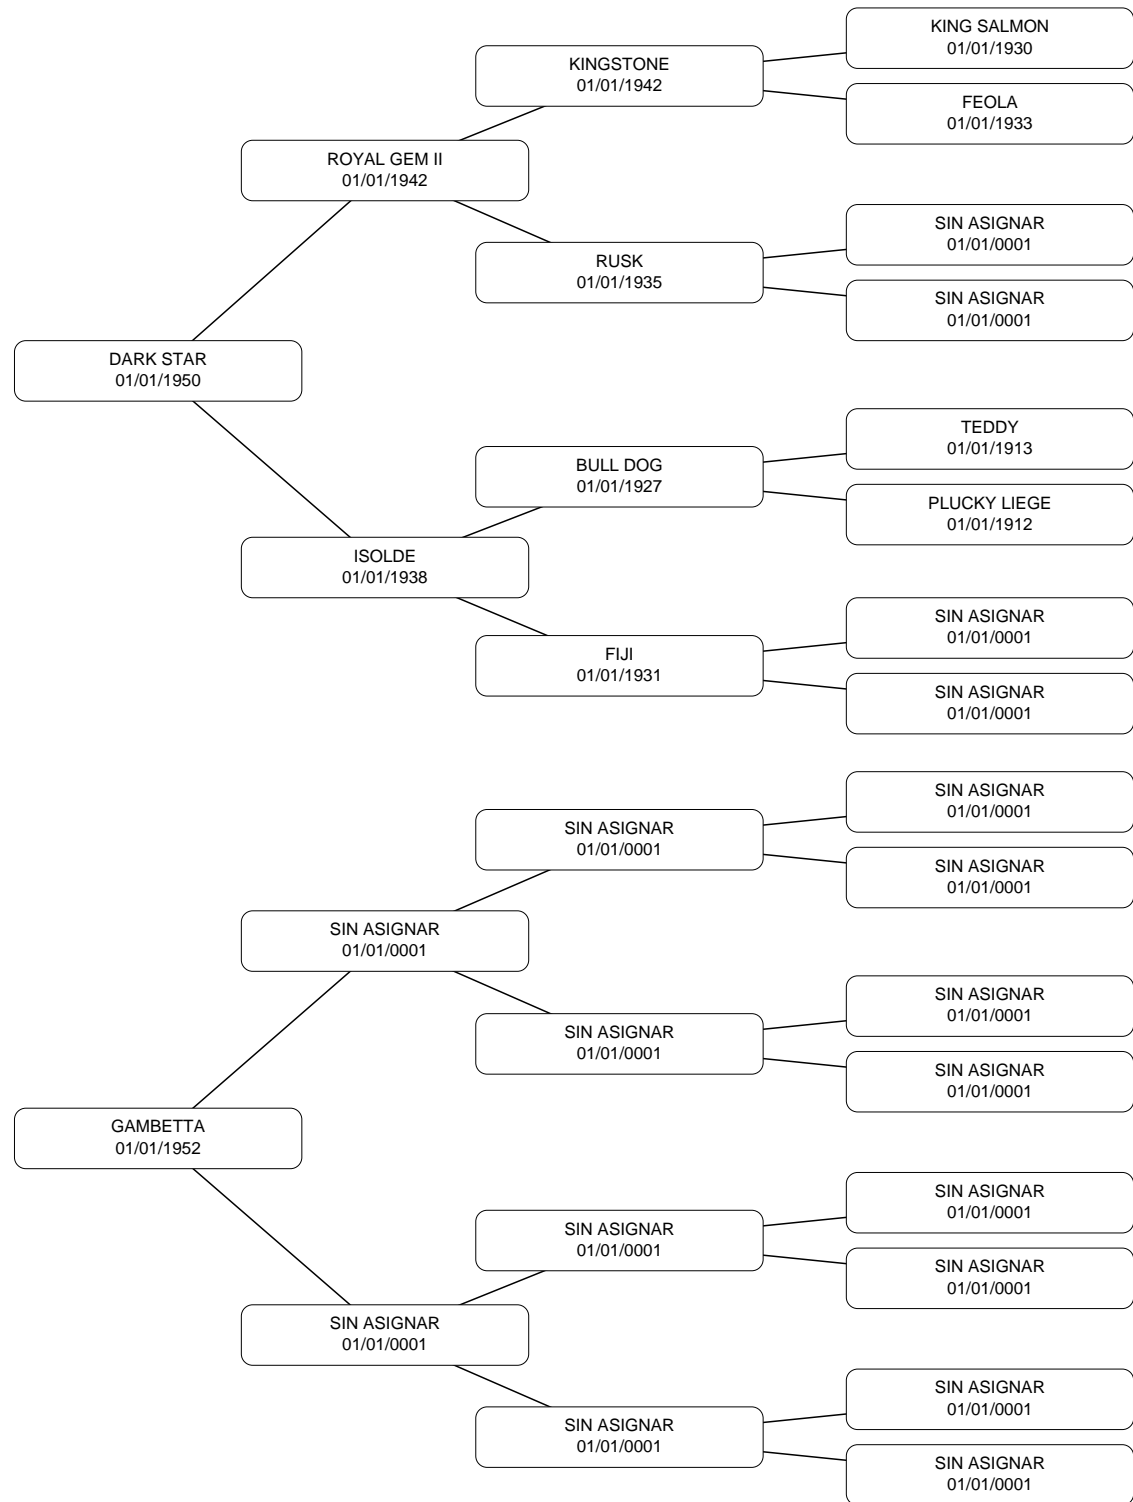 KING SALMON
01/01/1930
KINGSTONE
01/01/1942
FEOLA
01/01/1933
ROYAL GEM II
01/01/1942
SIN ASIGNAR
01/01/0001
RUSK
01/01/1935
SIN ASIGNAR
01/01/0001
DARK STAR
01/01/1950
TEDDY
01/01/1913
BULL DOG
01/01/1927
PLUCKY LIEGE
01/01/1912
ISOLDE
01/01/1938
SIN ASIGNAR
01/01/0001
FIJI
01/01/1931
SIN ASIGNAR
01/01/0001
SIN ASIGNAR
01/01/0001
SIN ASIGNAR
01/01/0001
SIN ASIGNAR
01/01/0001
SIN ASIGNAR
01/01/0001
SIN ASIGNAR
01/01/0001
SIN ASIGNAR
01/01/0001
SIN ASIGNAR
01/01/0001
GAMBETTA
01/01/1952
SIN ASIGNAR
01/01/0001
SIN ASIGNAR
01/01/0001
SIN ASIGNAR
01/01/0001
SIN ASIGNAR
01/01/0001
SIN ASIGNAR
01/01/0001
SIN ASIGNAR
01/01/0001
SIN ASIGNAR
01/01/0001